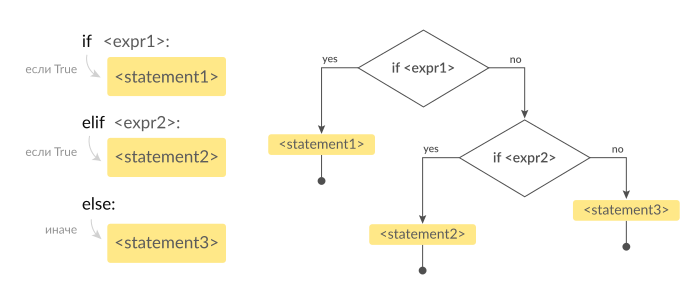 if <expr1>:
если True
<statement1>
elif <expr2>:
если True
<statement2>
else:
иначе
<statement3>
if <expr1>
yes
no
<statement1>
if <expr2>
yes
no
<statement2>
<statement3>